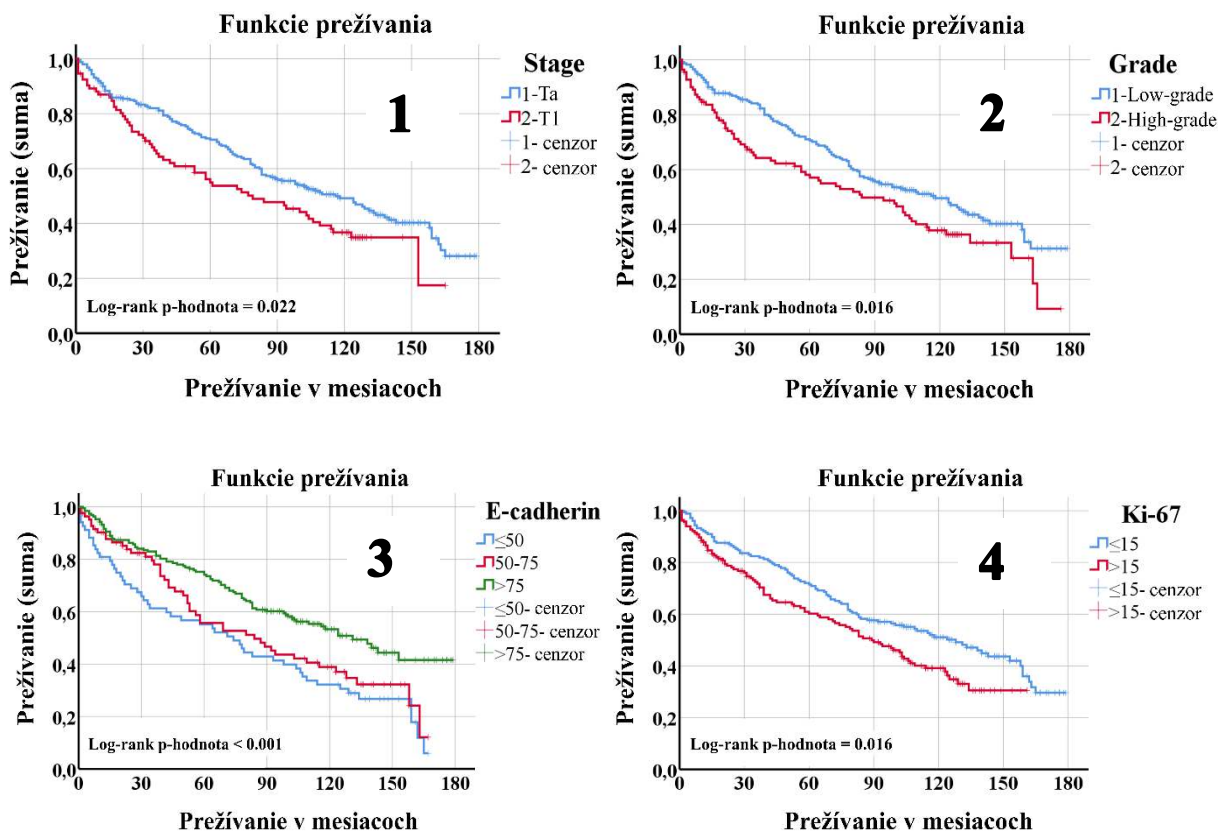 Funkcie prežívania
1,0
0,8
0,6
0,4
0,2
0,0
0 30 60 90 120 150 180
Prežívanie (suma)
Prežívanie v mesiacoch
Log-rank p-hodnota = 0.022
1
Stage
1-Ta
2-T1
1- cenzor
2- cenzor
Funkcie prežívania
1,0
0,8
0,6
0,4
0,2
0,0
0 30 60 90 120 150 180
Prežívanie (suma)
Prežívanie v mesiacoch
Log-rank p-hodnota = 0.016
2
Grade
1-Low-grade
2-High-grade
1- cenzor
2- cenzor
Funkcie prežívania
1,0
0,8
0,6
0,4
0,2
0,0
0 30 60 90 120 150 180
Prežívanie (suma)
Prežívanie v mesiacoch
Log-rank p-hodnota < 0.001
3
E-cadherin
≤50
50-75
>75
≤50- cenzor
50-75- cenzor
>75- cenzor
Funkcie prežívania
1,0
0,8
0,6
0,4
0,2
0,0
0 30 60 90 120 150 180
Prežívanie (suma)
Prežívanie v mesiacoch
Log-rank p-hodnota = 0.016
4
Ki-67
≤15
>15
≤15- cenzor
>15- cenzor